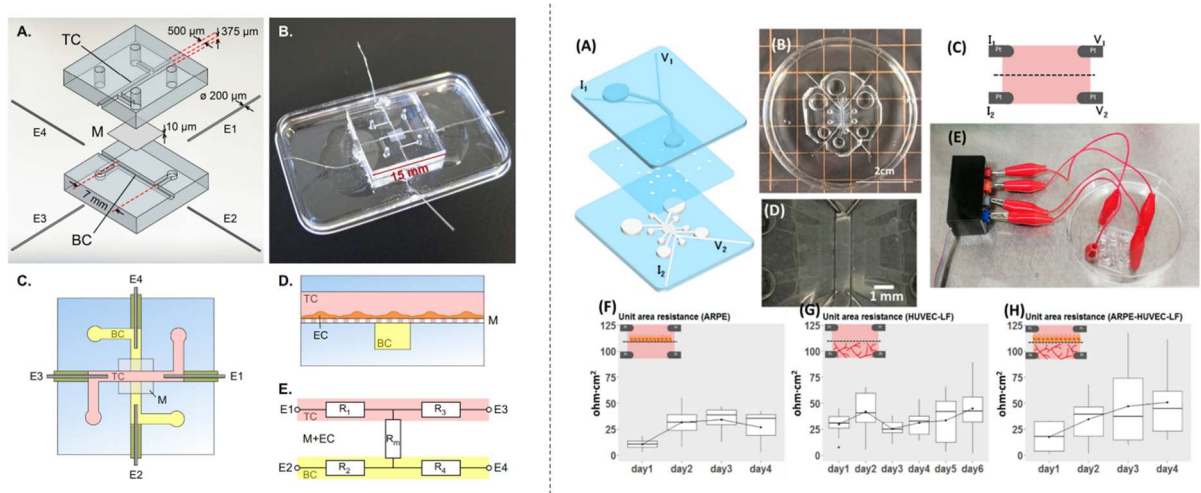 A.
500 µm
375 µm
TC
ø 200 µm
E4
M
10 µm
E1
7 mm
E3
BC
E2
B.
15 mm
C.
E4
BC
E3
TC
E1
M
E2
D.
TC
M
EC
BC
E.
E1
R1
R3
E3
TC
M+EC
Rm
E2
R2
R4
E4
BC
(A)
V1
I1
V2
I2
(B)
2cm
(C)
I1
V1
Pt
Pt
Pt
Pt
I2
V2
(D)
1 mm
(E)
(F)
Unit area resistance (ARPE)
ohm·cm²
125
100
75
50
25
0
day1 day2 day3 day4
(G)
Unit area resistance (HUVEC-LF)
ohm·cm²
125
100
75
50
25
0
day1 day2 day3 day4 day5 day6
(H)
Unit area resistance (ARPE-HUVEC-LF)
ohm·cm²
125
100
75
50
25
0
day1 day2 day3 day4